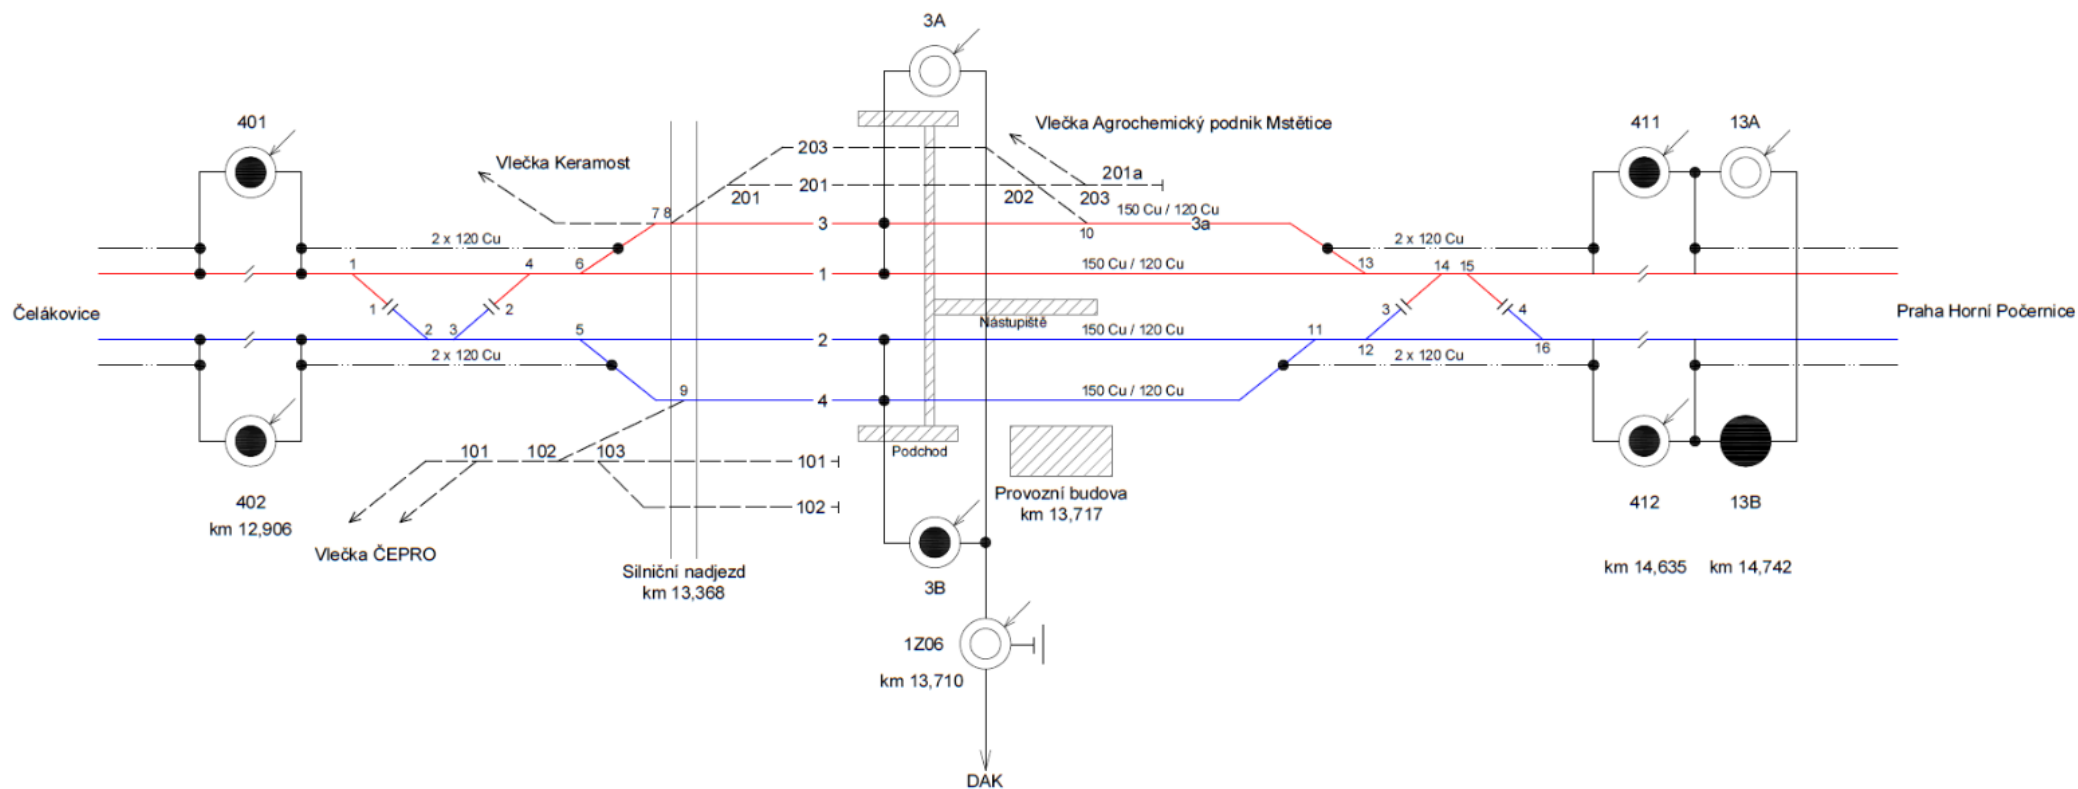 3A
401
411
13A
Vlečka Agrochemický podnik Mstětice
203
Vlečka Keramost
201a
201
201
202
203
7 8
150 Cu / 120 Cu
3
3a
10
2 x 120 Cu
2 x 120 Cu
1
4
6
1
150 Cu / 120 Cu
13
14
15
Čelákovice
1
2
3
4
Praha Horní Počernice
Nástupiště
2
3
5
2
150 Cu / 120 Cu
11
12
16
2 x 120 Cu
2 x 120 Cu
9
4
150 Cu / 120 Cu
101
102
103
101
Podchod
102
402
km 12,906
Provozní budova
km 13,717
412
13B
Vlečka ČEPRO
Silniční nadjezd
km 13,368
3B
km 14,635
km 14,742
1Z06
km 13,710
DAK